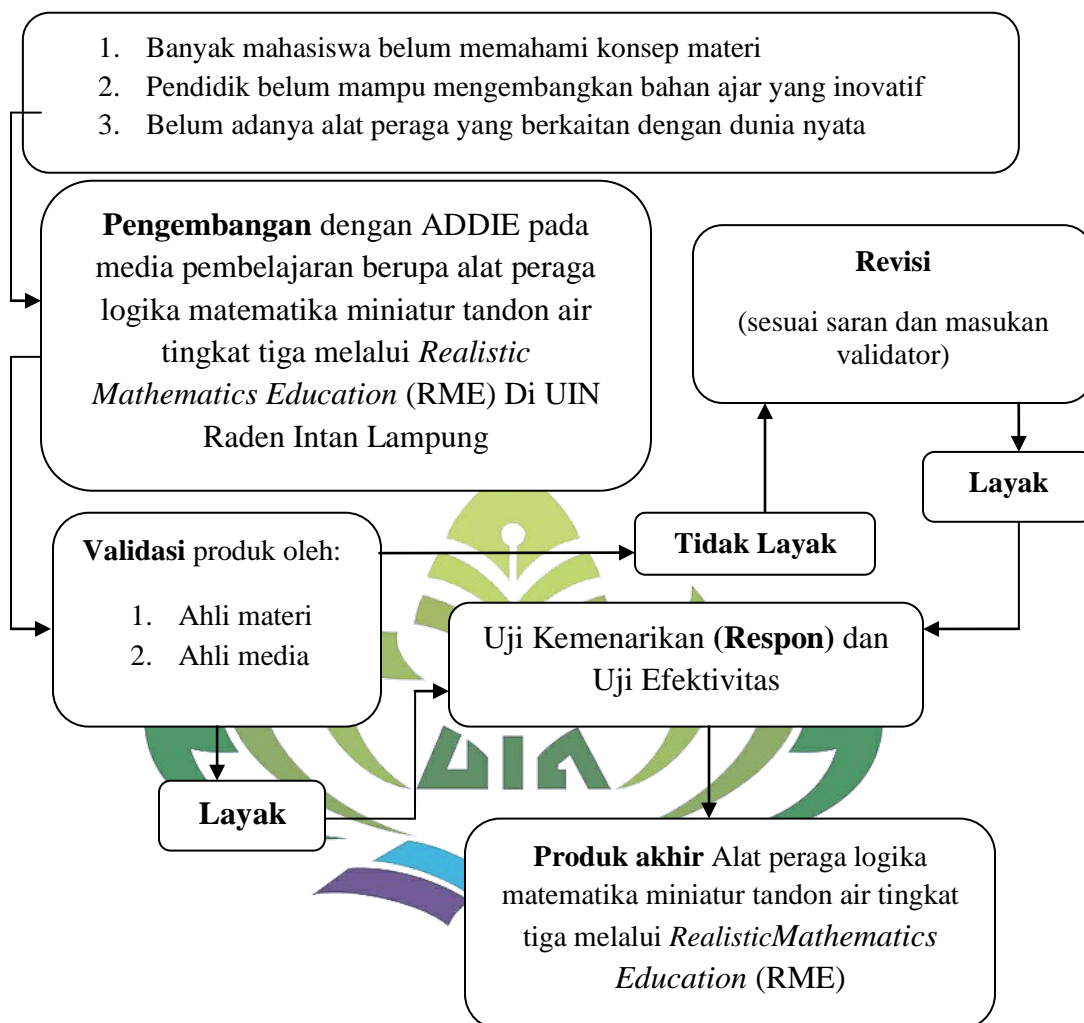 1. Banyak mahasiswa belum memahami konsep materi
2. Pendidik belum mampu mengembangkan bahan ajar yang inovatif
3. Belum adanya alat peraga yang berkaitan dengan dunia nyata
Pengembangan dengan ADDIE pada
media pembelajaran berupa alat peraga
logika matematika miniatur tandon air
tingkat tiga melalui Realistic
Mathematics Education (RME) Di UIN
Raden Intan Lampung
Revisi
(sesuai saran dan masukan
validator)
Layak
Tidak Layak
Validasi produk oleh:
1. Ahli materi
2. Ahli media
Uji Kemenarikan (Respon) dan
Uji Efektivitas
Layak
UIN
Produk akhir Alat peraga logika
matematika miniatur tandon air tingkat
tiga melalui RealisticMathematics
Education (RME)